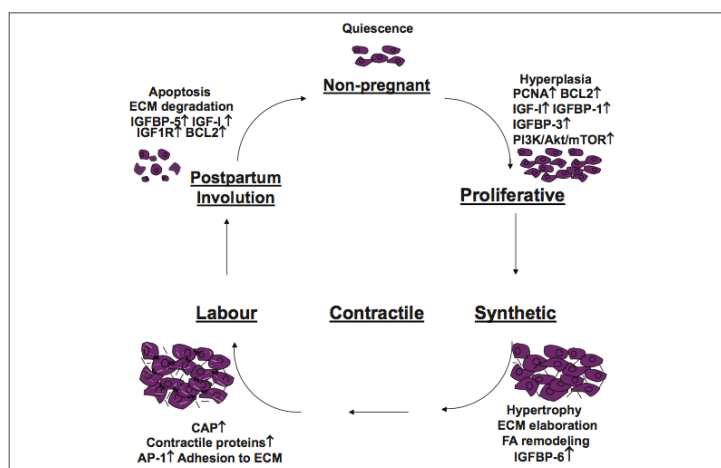 Quiescence
Non-pregnant
Hyperplasia
PCNA↑ BCL2↑
IGF-I↑ IGFBP-1↑
IGFBP-3↑
PI3K/Akt/mTOR↑
Proliferative
Synthetic
Hypertrophy
ECM elaboration
FA remodeling
IGFBP-6↑
Contractile
Labour
CAP↑
Contractile proteins↑
AP-1↑ Adhesion to ECM
Postpartum
Involution
Apoptosis
ECM degradation
IGFBP-5↑ IGF-I↑
IGF1R↑ BCL2↑